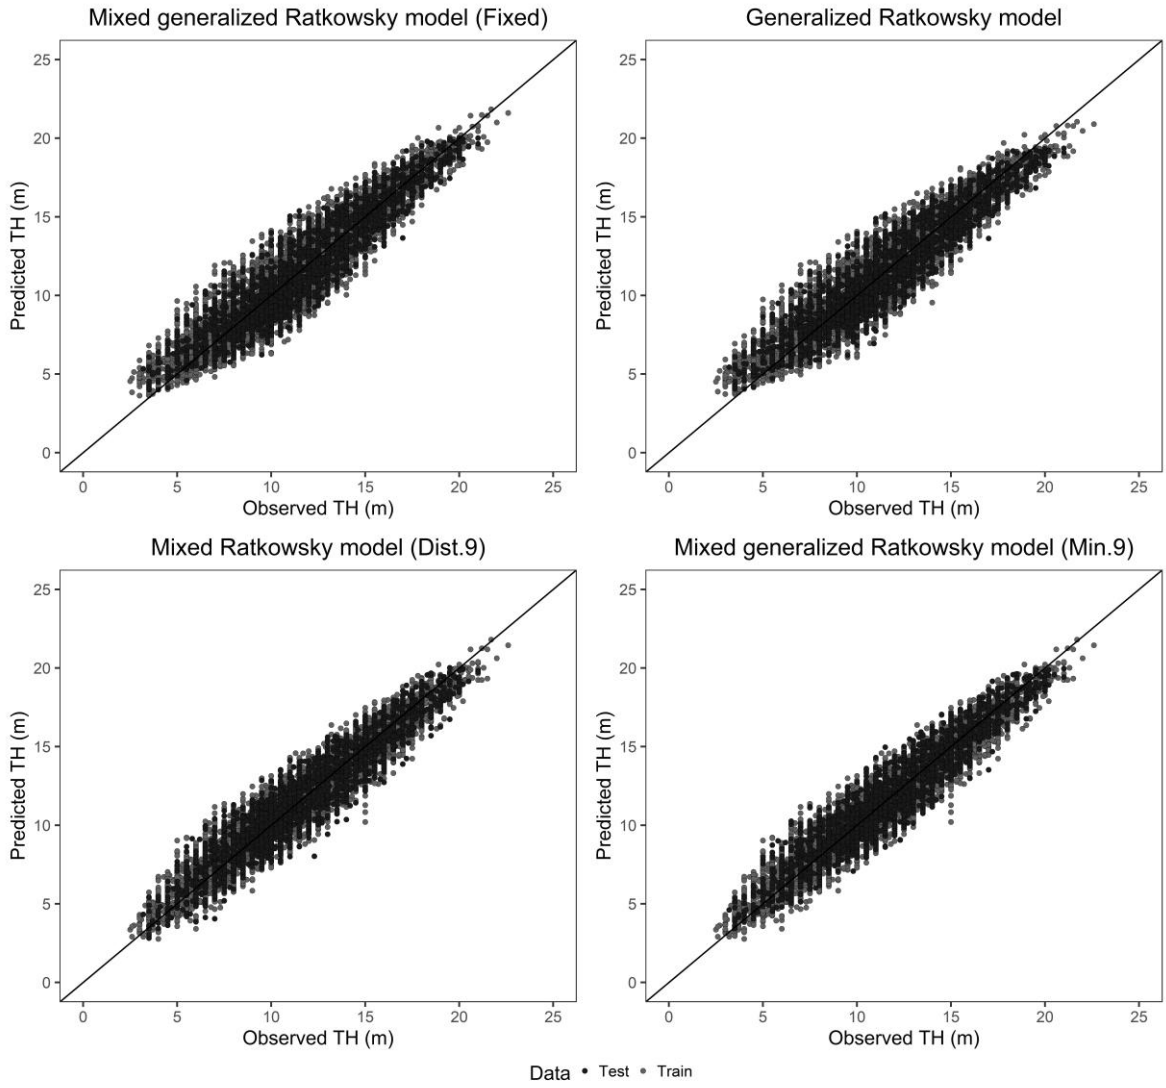 Mixed generalized Ratkowsky model (Fixed)
Generalized Ratkowsky model
25
20
15
10
5
0
Predicted TH (m)
0 5 10 15 20 25
Observed TH (m)
25
20
15
10
5
0
Predicted TH (m)
0 5 10 15 20 25
Observed TH (m)
Mixed Ratkowsky model (Dist.9)
Mixed generalized Ratkowsky model (Min.9)
25
20
15
10
5
0
Predicted TH (m)
0 5 10 15 20 25
Observed TH (m)
25
20
15
10
5
0
Predicted TH (m)
0 5 10 15 20 25
Observed TH (m)
Data Test Train